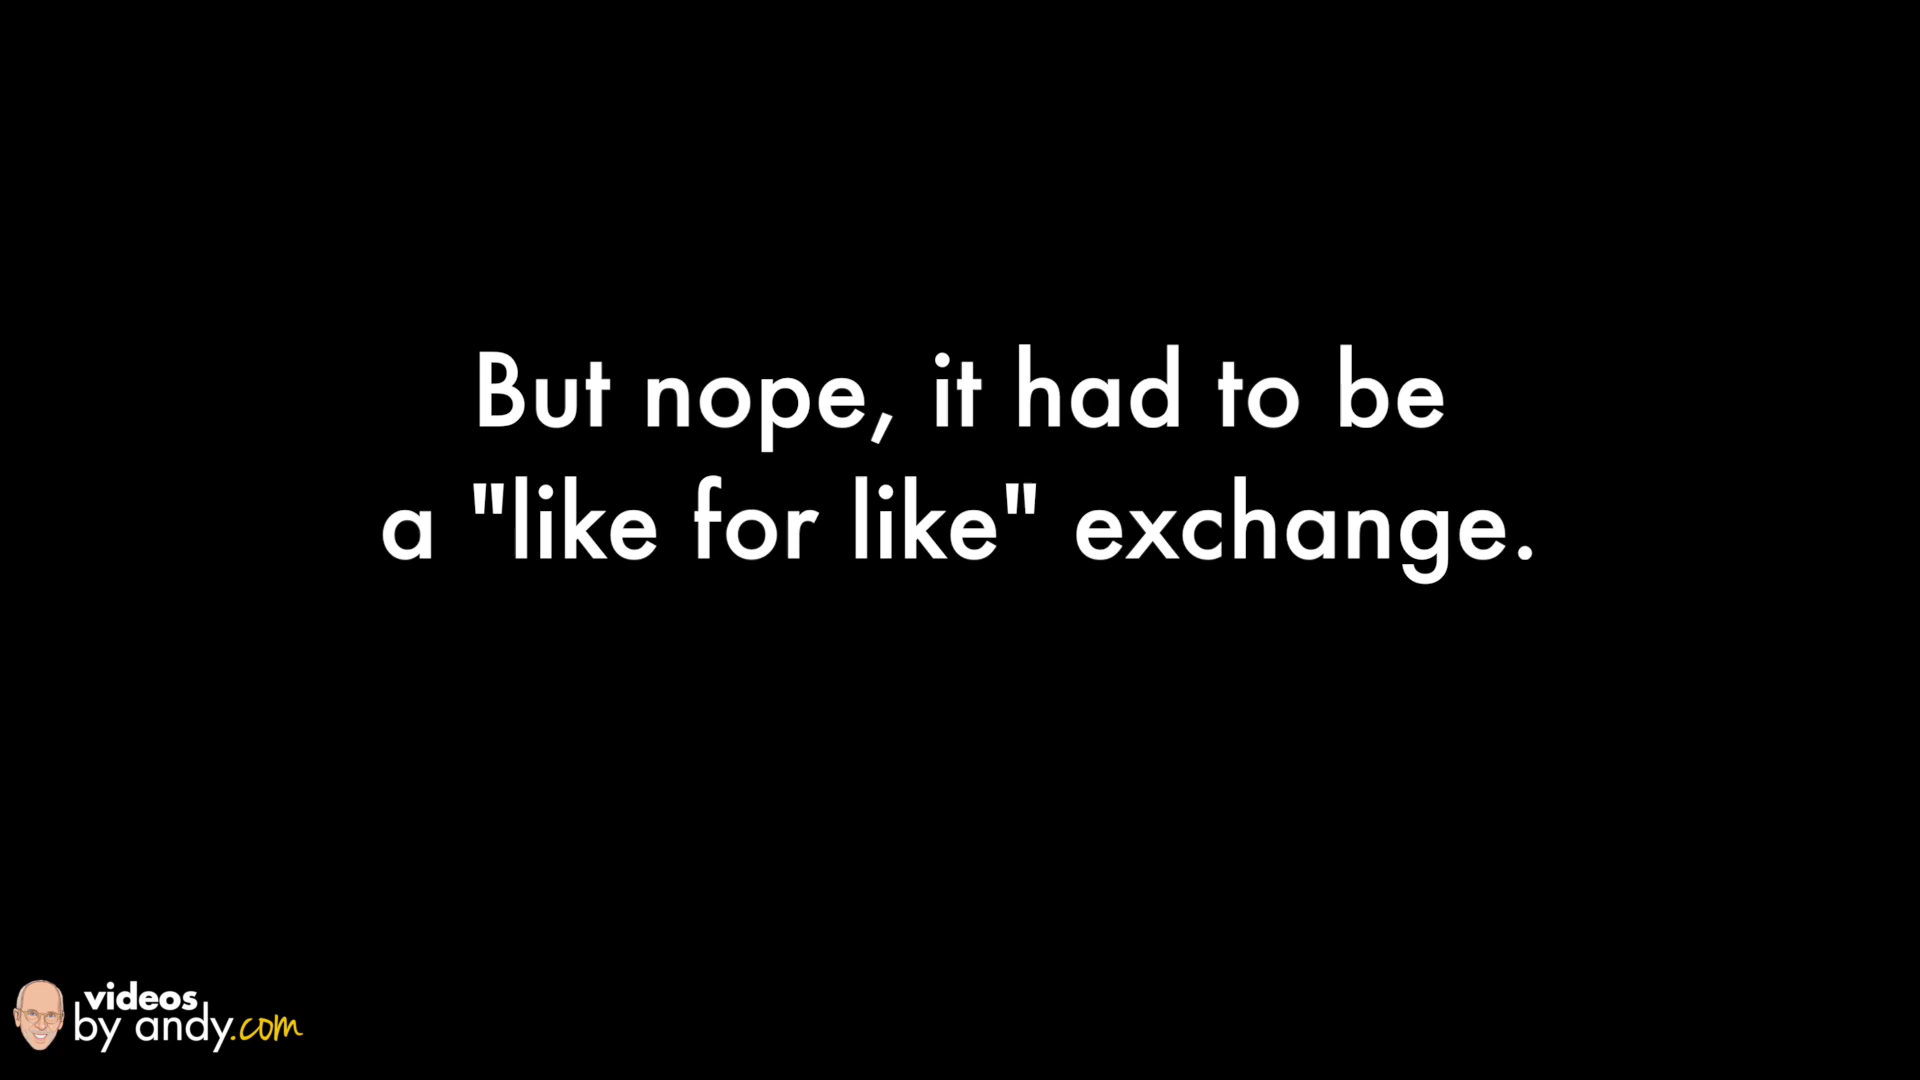 But nope, it had to be
a "like for like" exchange.
videos
by andy.com